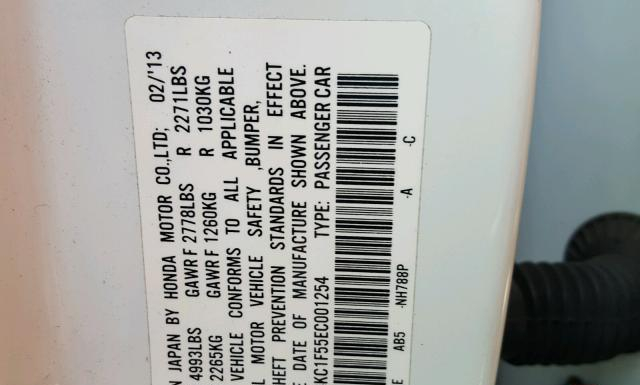 JAPAN BY HONDA MOTOR CO.,LTD; 02/'13
4993LBS GAWR F 2778LBS R 2271LBS
2265KG GAWR F 1260KG R 1030KG
VEHICLE CONFORMS TO ALL APPLICABLE
MOTOR VEHICLE SAFETY ,BUMPER,
THEFT PREVENTION STANDARDS IN EFFECT
DATE OF MANUFACTURE SHOWN ABOVE.
KC1F55EC001254 TYPE: PASSENGER CAR
AB5 -NH788P -A -C